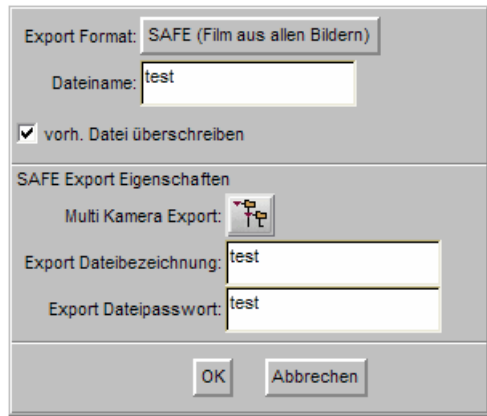 Export Format: SAFE (Film aus allen Bildern)
Dateiname: test
vorh. Datei überschreiben
SAFE Export Eigenschaften
Multi Kamera Export:
Export Dateibezeichnung: test
Export Dateipasswort: test
OK Abbrechen